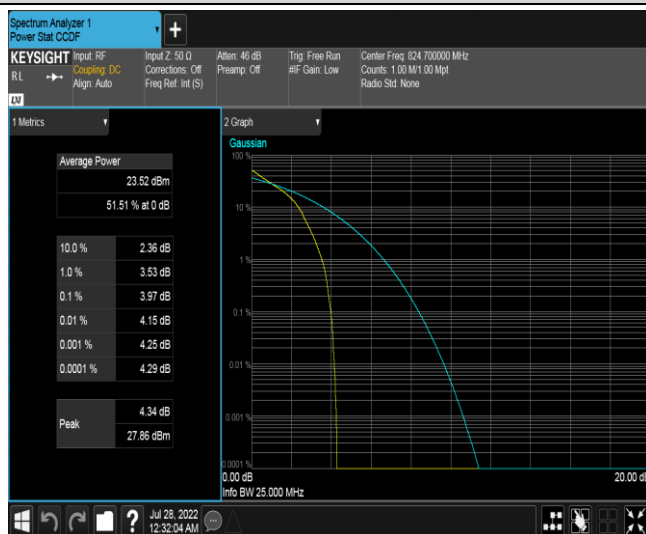 Spectrum Analyzer 1
Power Stat CCDF
+
KEYSIGHT
RL
LXI
Input: RF
Coupling: DC
Align: Auto
Input Z: 50 Ω
Corrections: Off
Freq Ref: Int (S)
Atten: 46 dB
Preamp: Off
Trig: Free Run
#IF Gain: Low
Center Freq: 824.700000 MHz
Counts: 1.00 M/1.00 Mpt
Radio Std: None
1 Metrics
Average Power
23.52 dBm
51.51 % at 0 dB
10.0 % 2.36 dB
1.0 % 3.53 dB
0.1 % 3.97 dB
0.01 % 4.15 dB
0.001 % 4.25 dB
0.0001 % 4.29 dB
Peak
4.34 dB
27.86 dBm
2 Graph
Gaussian
100 %
10 %
1 %
0.1 %
0.01 %
0.001 %
0.0001 %
0.00 dB
20.00 dB
Info BW 25.000 MHz
?
Jul 28, 2022
12:32:04 AM